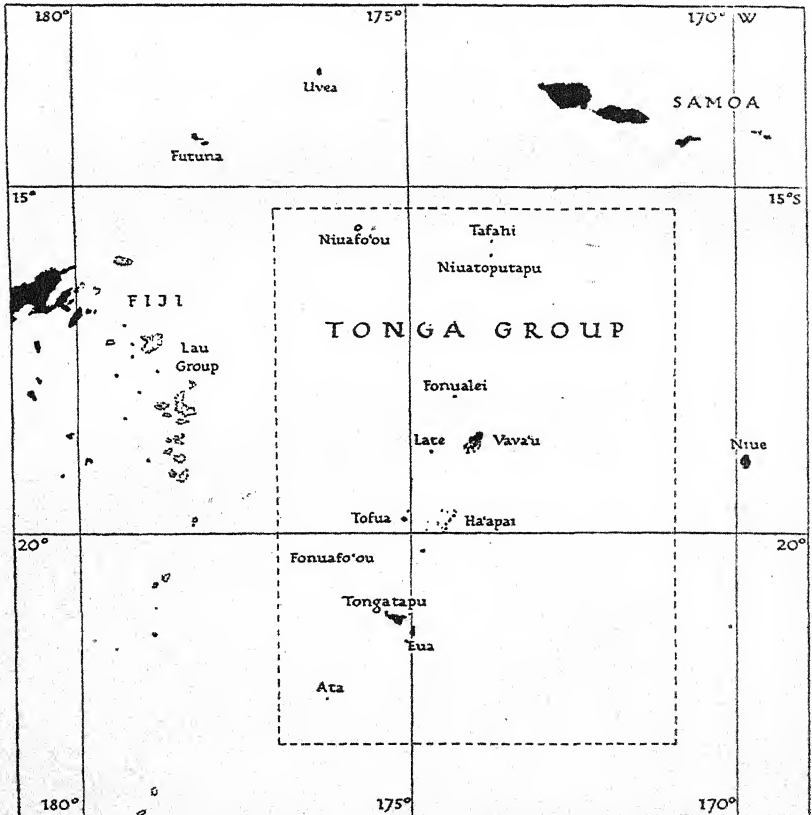 180° 175° 170° W
Uvea
SAMOA
Futuna
15° 15°S
Niuafo'ou Tafahi
Niuatoputapu
FIJI
TONGA GROUP
Lau
Group
Fonualei
Late Vava'u Niue
Tofua Ha'apai
20° 20°
Fonuafo'ou
Tongatapu
Eua
Ata
180° 175° 170°